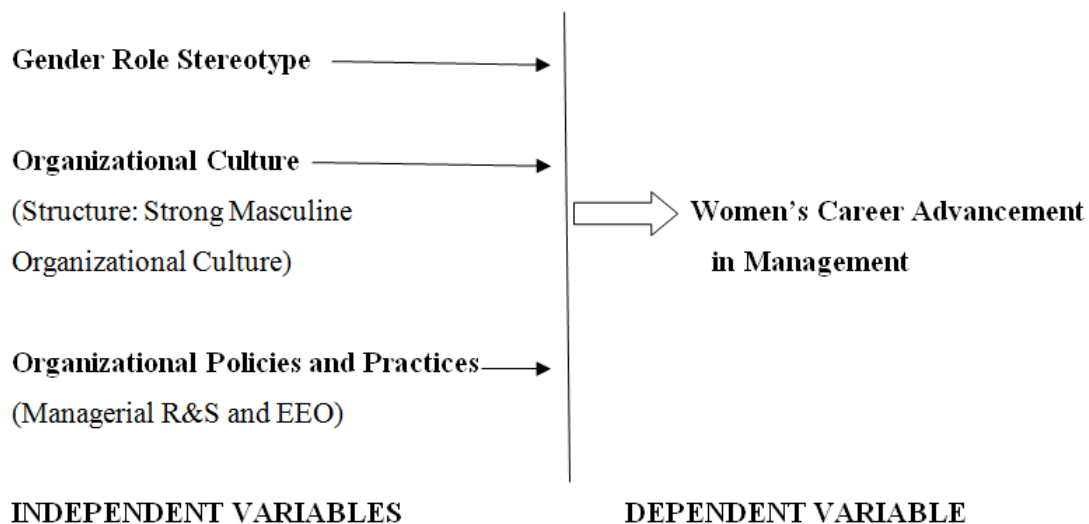 Gender Role Stereotype
Organizational Culture
(Structure: Strong Masculine
Organizational Culture)
Women’s Career Advancement
in Management
Organizational Policies and Practices
(Managerial R&S and EEO)
INDEPENDENT VARIABLES
DEPENDENT VARIABLE